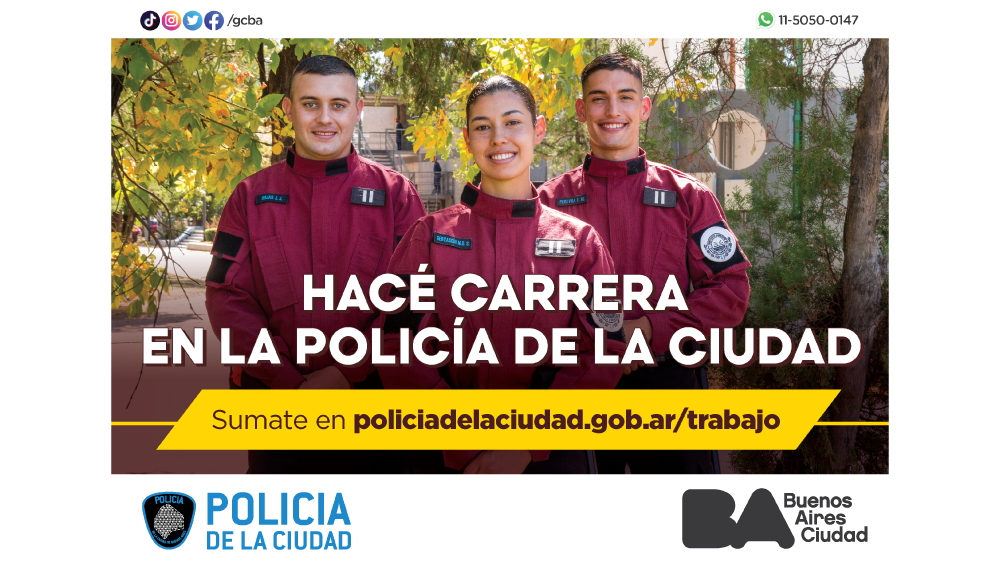 /gcba
11-5050-0147
HACÉ CARRERA
EN LA POLICÍA DE LA CIUDAD
Sumate en policiadelaciudad.gob.ar/trabajo
POLICIA
POLICIA
DE LA CIUDAD
BA
Buenos
Aires
Ciudad